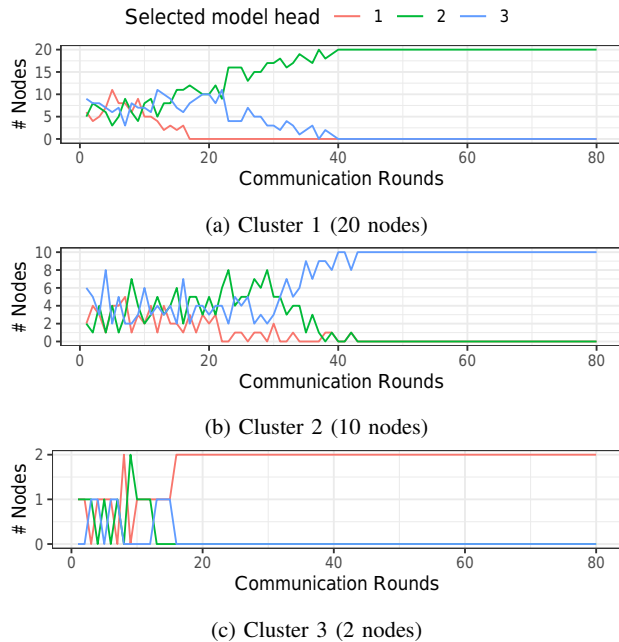 Selected model head 1 2 3
20
15
10
5
0
# Nodes
0 20 40 60 80
Communication Rounds
(a) Cluster 1 (20 nodes)
10
8
6
4
2
0
# Nodes
0 20 40 60 80
Communication Rounds
(b) Cluster 2 (10 nodes)
2
1
0
# Nodes
0 20 40 60 80
Communication Rounds
(c) Cluster 3 (2 nodes)